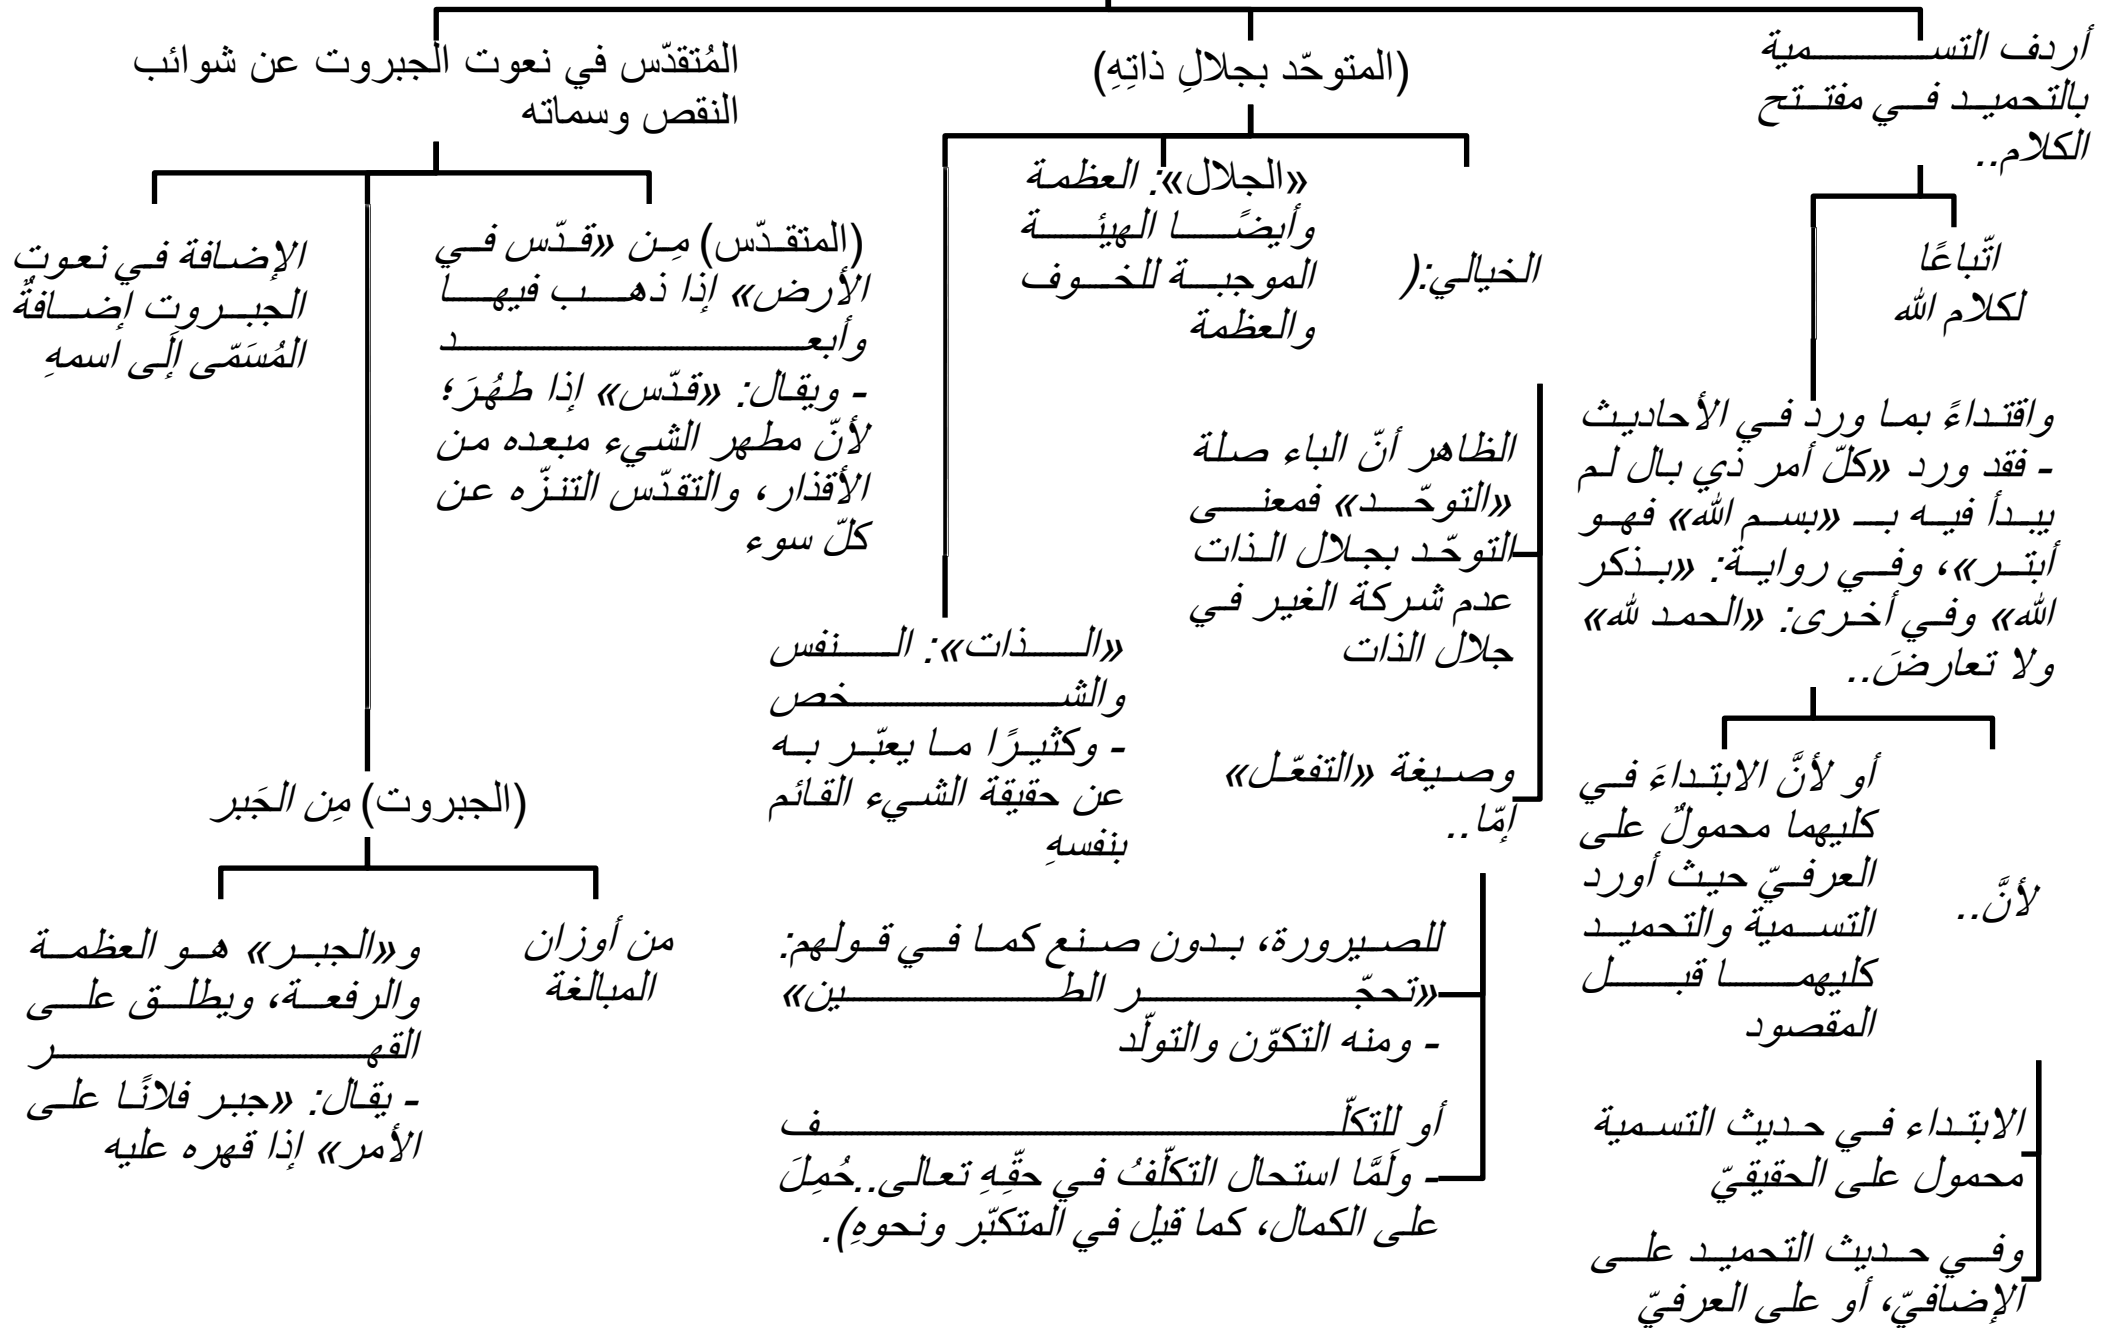 أردف التسمية
بالتحميد في مفتتح
الكلام..
اتّباعًا
لكلام الله
واقتداءً بما ورد في الأحاديث
- فقد ورد «كلّ أمر ذي بال لم
يبدأ فيه بـ «بسم الله» فهو
أبتر»، وفي رواية: «بذكر
الله» وفي أخرى: «الحمد لله»
ولا تعارضَ..
لأنَّ..
الابتداء في حديث التسمية
محمول على الحقيقيّ
وفي حديث التحميد على
الإضافيّ، أو على العرفيّ
أو لأنَّ الابتداءَ في
كليهما محمولٌ على
العرفيّ حيث أورد
التسمية والتحميد
كليهما قبل
المقصود
(المتوحّد بجلالِ ذاتِهِ)
الخيالي:(
الظاهر أنّ الباء صلة
«التوحّد» فمعنى
التوحّد بجلال الذات
عدم شركة الغير في
جلال الذات
وصيغة «التفعّل»
إمّا..
للصيرورة، بدون صنع كما في قولهم:
«تحجّر الطين»
- ومنه التكوّن والتولّد
أو للتكلّف
- ولَمَّا استحال التكلّفُ في حقّهِ تعالى..حُمِلَ
على الكمال، كما قيل في المتكبّر ونحوهِ).
«الجلال»: العظمة
وأيضًا الهيئة
الموجبة للخوف
والعظمة
«الذات»: النفس
والشخص
- وكثيرًا ما يعبّر به
عن حقيقة الشيء القائم
بنفسهِ
المُتقدّس في نعوت الجبروت عن شوائب
النقص وسماته
(المتقدّس) مِن «قدّس في
الأرض» إذا ذهب فيها
وأبعد
- ويقال: «قدّس» إذا طهُرَ؛
لأنّ مطهر الشيء مبعده من
الأقذار، والتقدّس التنزّه عن
كلّ سوء
(الجبروت) مِن الجَبر
من أوزان
المبالغة
و«الجبر» هو العظمة
والرفعة، ويطلق على
القهر
- يقال: «جبر فلانًا على
الأمر» إذا قهره عليه
الإضافة في نعوتِ
الجبروتِ إضافةُ
المُسَمّى إلى اسمهِ